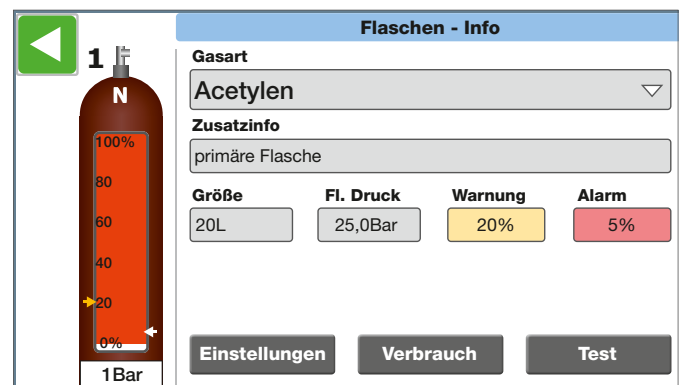 Flaschen - Info
1
N
100%
80
60
40
20
0%
1Bar
Gasart
Acetylen
Zusatzinfo
primäre Flasche
Größe Fl. Druck Warnung Alarm
20L 25,0Bar 20% 5%
Einstellungen Verbrauch Test